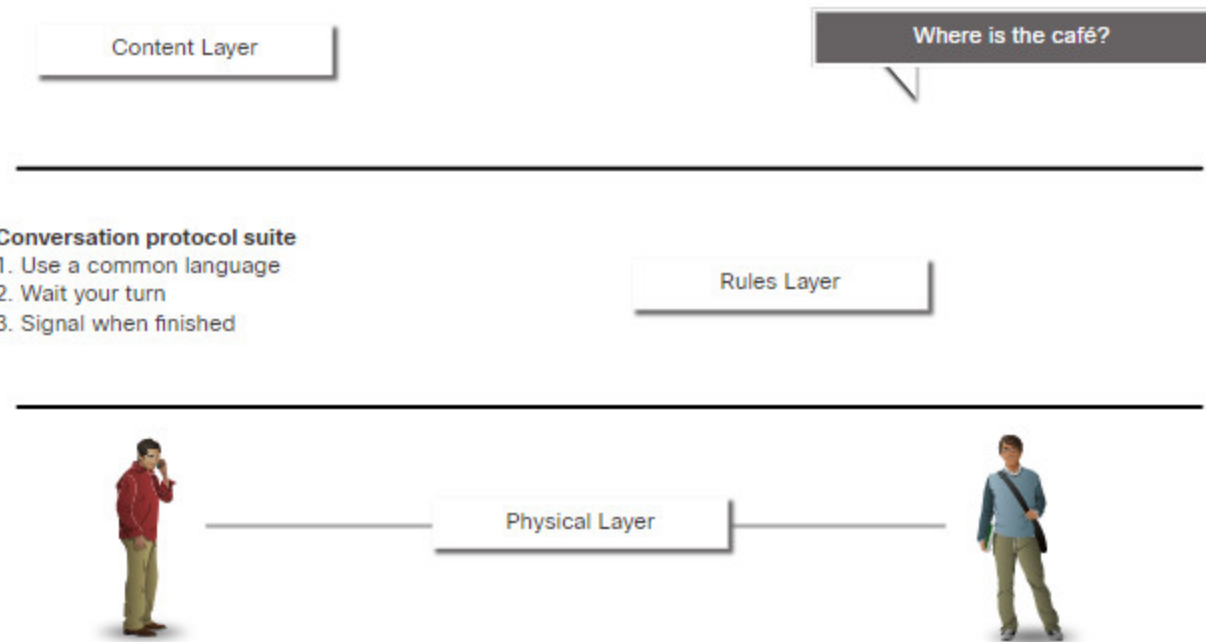 Content Layer
Where is the café?
Conversation protocol suite
1. Use a common language
2. Wait your turn
3. Signal when finished
Rules Layer
Physical Layer